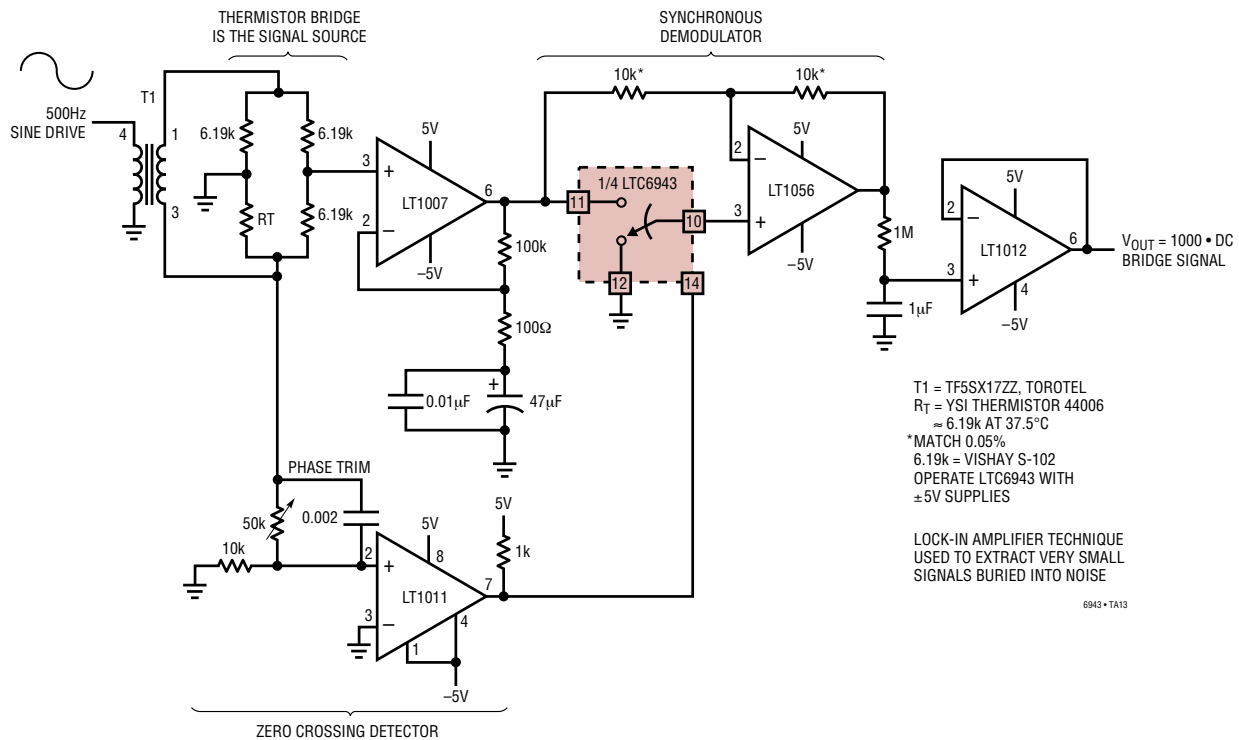 THERMISTOR BRIDGE
IS THE SIGNAL SOURCE
SYNCHRONOUS
DEMODULATOR
500Hz
SINE DRIVE
T1
4
1
3
6.19k
6.19k
RT
6.19k
3
2
5V
LT1007
6
–5V
100k
100Ω
0.01µF
+
47µF
10k*
10k*
1/4 LTC6943
11
10
12
14
2
3
5V
LT1056
–5V
1M
1µF
2
3
5V
LT1012
6
4
–5V
VOUT = 1000 • DC
BRIDGE SIGNAL
PHASE TRIM
50k
0.002
10k
2
3
5V
8
LT1011
7
1
4
–5V
5V
1k
ZERO CROSSING DETECTOR
T1 = TF5SX17ZZ, TOROTEL
RT = YSI THERMISTOR 44006
≈ 6.19k AT 37.5°C
*MATCH 0.05%
6.19k = VISHAY S-102
OPERATE LTC6943 WITH
±5V SUPPLIES
LOCK-IN AMPLIFIER TECHNIQUE
USED TO EXTRACT VERY SMALL
SIGNALS BURIED INTO NOISE
6943 • TA13